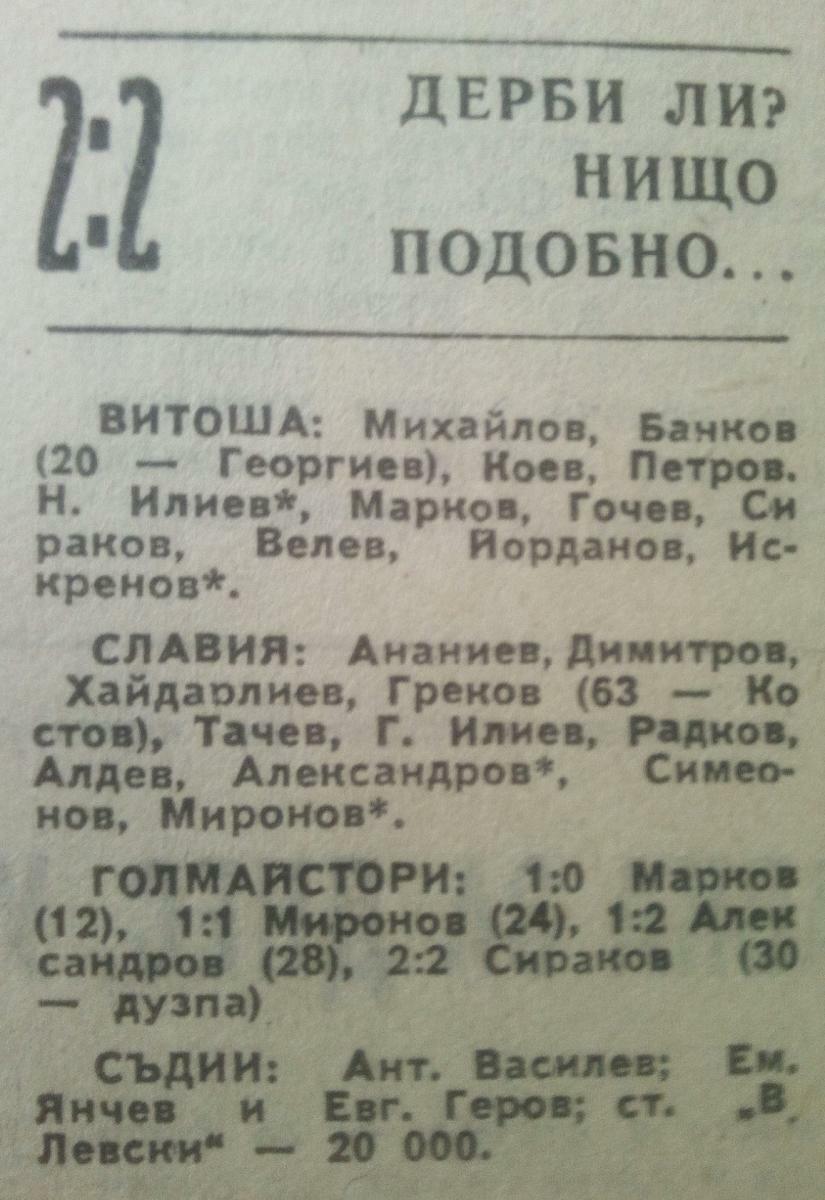 2:2
ДЕРБИ ЛИ?
НИЩО
ПОДОБНО...
ВИТОША: Михайлов, Банков
(20 — Георгиев), Коев, Петров.
Н. Илиев*, Марков, Гочев, Си
раков, Велев, Йорданов, Ис-
кренов*.
СЛАВИЯ: Ананиев, Димитров,
Хайдарлиев, Греков (63 — Ко
стов), Тачев, Г. Илиев, Радков,
Алдев, Александров*, Симео-
нов, Миронов*.
ГОЛМАЙСТОРИ: 1:0 Марков
(12), 1:1 Миронов (24), 1:2 Алек
сандров (28), 2:2 Сираков (30
— дузпа)
СЪДИИ: Ант. Василев; Ем.
Янчев и Евг. Геров; ст. „В.
Левски“ — 20 000.